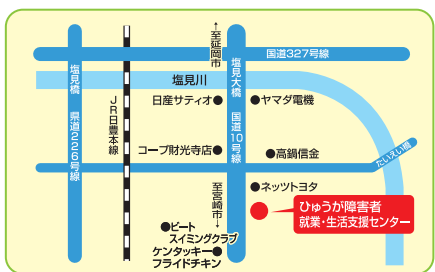 ↑至延岡市
国道327号線
塩見橋
塩見川
塩見大橋
日産サティオ
ヤマダ電機
JR日豊本線
県道226号線
国道10号線
コープ財光寺店
高鍋信金
だいえい橋
至宮崎市↓
ネッツトヨタ
ひゅうが障害者
就業・生活支援センター
ビート
スイミングクラブ
ケンタッキー
フライドチキン